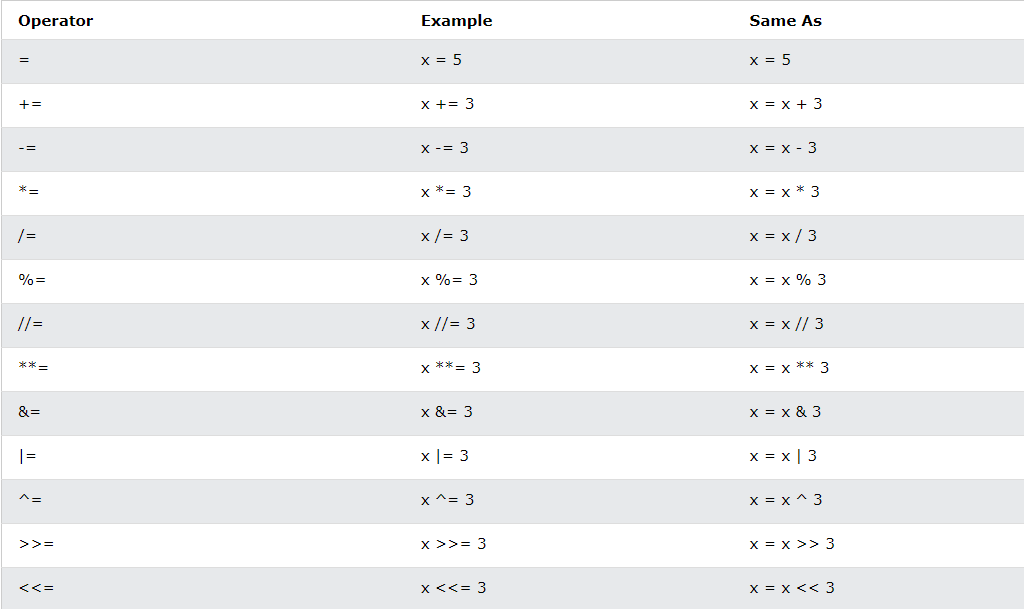 Operator Example Same As
= x = 5 x = 5
+= x += 3 x = x + 3
-= x -= 3 x = x - 3
*= x *= 3 x = x * 3
/= x /= 3 x = x / 3
%= x %= 3 x = x % 3
//= x //= 3 x = x // 3
**= x **= 3 x = x ** 3
&= x &= 3 x = x & 3
|= x |= 3 x = x | 3
^= x ^= 3 x = x ^ 3
>>= x >>= 3 x = x >> 3
<<= x <<= 3 x = x << 3